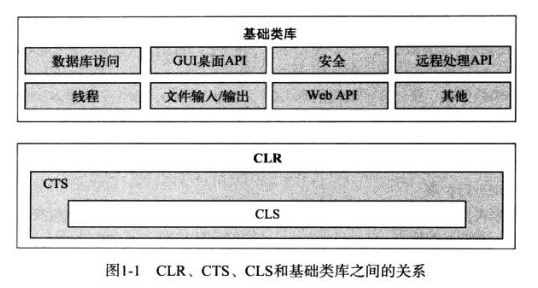 基础类库
数据库访问 GUI桌面API 安全 远程处理API
线程 文件输入/输出 Web API 其他
CLR
CTS
CLS
图1-1 CLR、CTS、CLS和基础类库之间的关系